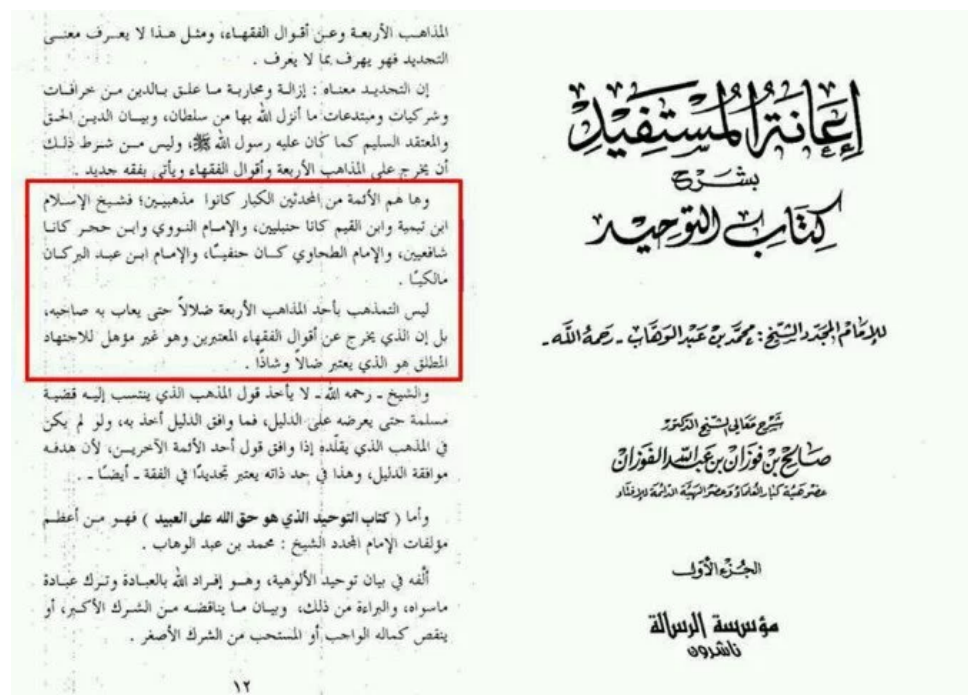 إعانة المستفيد
بشرح
كتاب التوحيد
للإمام المجدد الشيخ: محمد بن عبد الوهاب - رحمه الله -
شرح معالي الشيخ الدكتور
صالح بن فوزان بن عبد الله الفوزان
عضو هيئة كبار العلماء وعضو الهيئة الدائمة للإفتاء
الجزء الأول
مؤسسة الرسالة
ناشرون
المذاهب الأربعة وعن أقوال الفقهاء، ومثل هذا لا يعرف معنى
التجديد فهو يهرف بما لا يعرف .
إن التجديد معناه : إزالة ومحاربة ما علق بالدين من خرافات
وشركيات ومبتدعات ما أنزل الله بها من سلطان، وبيان الدين الحق
والمعتقد السليم كما كان عليه رسول الله ﷺ، وليس من شرط ذلك
أن يخرج على المذاهب الأربعة وأقوال الفقهاء ويأتي بفقه جديد .
وها هم الأئمة من المحدثين الكبار كانوا مذهبيين؛ فشيخ الإسلام
ابن تيمية وابن القيم كانا حنبليين، والإمام النووي وابن حجر كانا
شافعيين، والإمام الطحاوي كان حنفيًا، والإمام ابن عبد البر كان
مالكيًا .
ليس التمذهب بأحد المذاهب الأربعة ضلالاً حتى يعاب به صاحبه،
بل إن الذي يخرج عن أقوال الفقهاء المعتبرين وهو غير مؤهل للاجتهاد
المطلق هو الذي يعتبر ضالاً وشاذًا .
والشيخ - رحمه الله - لا يأخذ قول المذهب الذي ينتسب إليه قضية
مسلمة حتى يعرضه على الدليل، فما وافق الدليل أخذ به، ولو لم يكن
في المذهب الذي يقلده إذا وافق قول أحد الأئمة الآخرين، لأن هدفه
موافقة الدليل، وهذا في حد ذاته يعتبر تجديدًا في الفقة - أيضًا - .
وأما ( كتاب التوحيد الذي هو حق الله على العبيد ) فهو من أعظم
مؤلفات الإمام المجدد الشيخ : محمد بن عبد الوهاب .
ألّفه في بيان توحيد الألوهية، وهو إفراد الله بالعبادة وترك عبادة
ماسواه، والبراءة من ذلك، وبيان ما يناقضه من الشرك الأكبر، أو
ينقص كماله الواجب أو المستحب من الشرك الأصغر .
١٢